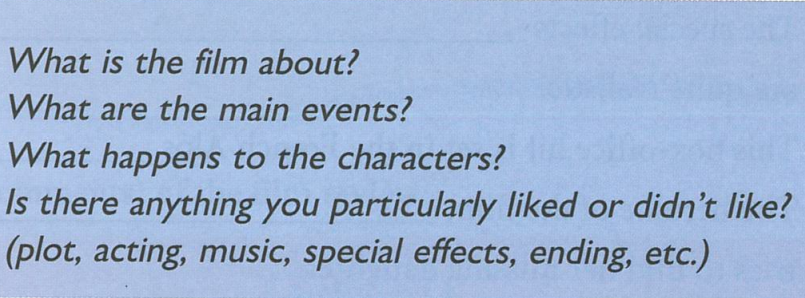 What is the film about?
What are the main events?
What happens to the characters?
Is there anything you particularly liked or didn't like?
(plot, acting, music, special effects, ending, etc.)